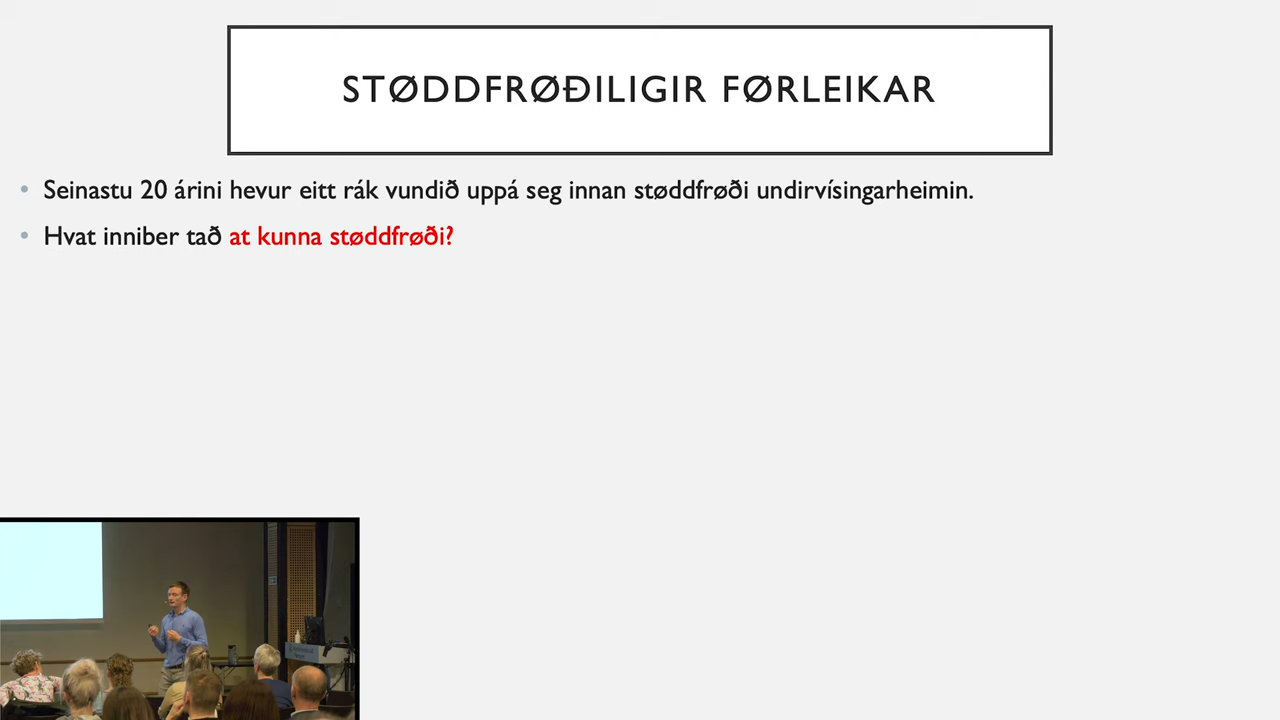 STØDDFRØÐILIGIR FØRLEIKAR
• Seinastu 20 árini hevur eitt rák vundið uppá seg innan støddfrøði undirvísingarheimin.
• Hvat inniber tað at kunna støddfrøði?